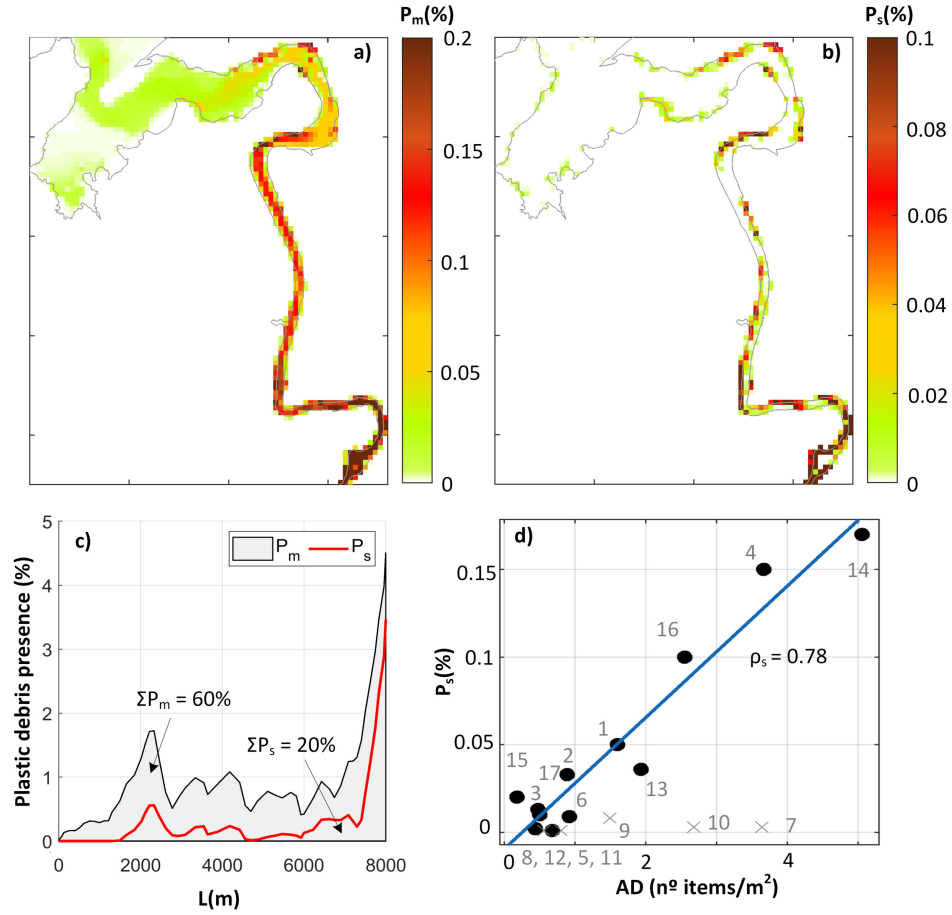 Pm(%)
Ps(%)
a)
b)
0.2
0.15
0.1
0.05
0
0.1
0.08
0.06
0.04
0.02
0
c)
Pm
Ps
Plastic debris presence (%)
5
4
3
2
1
0
ΣPm = 60%
ΣPs = 20%
0
2000
4000
6000
8000
L(m)
d)
Ps(%)
0.15
0.1
0.05
0
4
14
16
ρs = 0.78
1
15
17
2
13
3
6
9
10
7
8, 12, 5, 11
0
2
4
AD (nº items/m²)